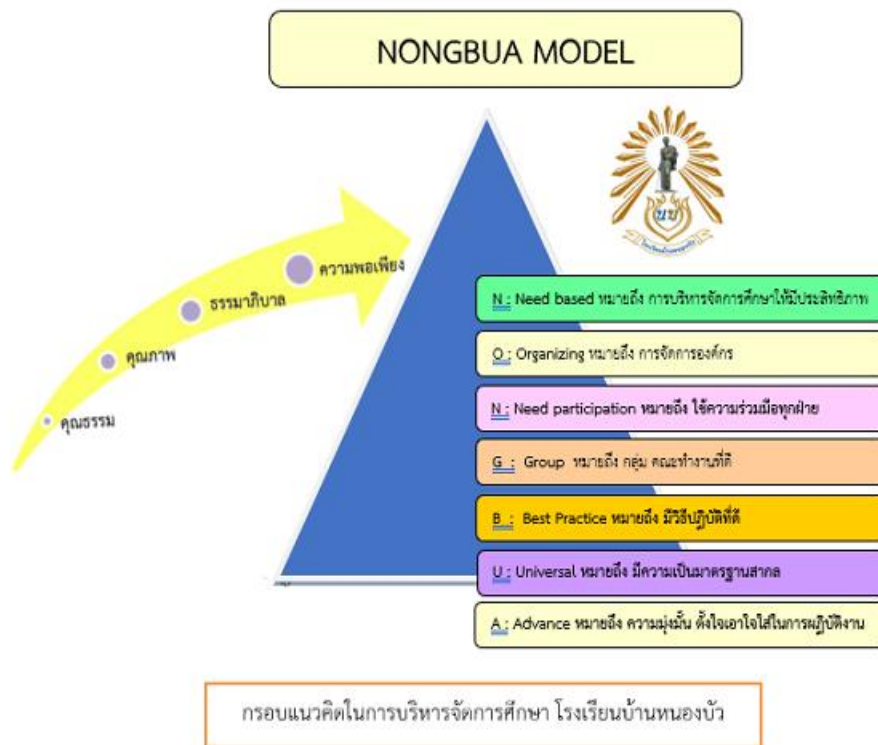 NONGBUA MODEL
นบ
ความพอเพียง
ธรรมาภิบาล
คุณภาพ
คุณธรรม
N : Need based หมายถึง การบริหารจัดการศึกษาให้มีประสิทธิภาพ
O : Organizing หมายถึง การจัดการองค์กร
N : Need participation หมายถึง ใช้ความร่วมมือทุกฝ่าย
G : Group หมายถึง กลุ่ม คณะทำงานที่ดี
B : Best Practice หมายถึง มีวิธีปฏิบัติที่ดี
U : Universal หมายถึง มีความเป็นมาตรฐานสากล
A : Advance หมายถึง ความมุ่งมั่น ตั้งใจเอาใจใส่ในการปฏิบัติงาน
กรอบแนวคิดในการบริหารจัดการศึกษา โรงเรียนบ้านหนองบัว